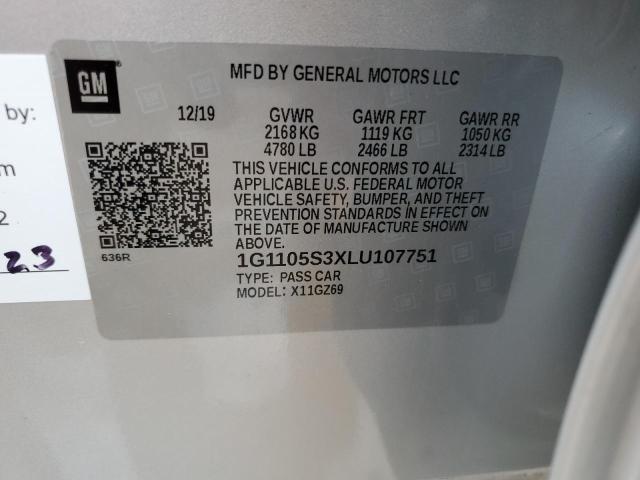 GM
MFD BY GENERAL MOTORS LLC
12/19 GVWR GAWR FRT GAWR RR
2168 KG 1119 KG 1050 KG
4780 LB 2466 LB 2314 LB
THIS VEHICLE CONFORMS TO ALL
APPLICABLE U.S. FEDERAL MOTOR
VEHICLE SAFETY, BUMPER, AND THEFT
PREVENTION STANDARDS IN EFFECT ON
THE DATE OF MANUFACTURE SHOWN
ABOVE.
636R
1G1105S3XLU107751
TYPE: PASS CAR
MODEL: X11GZ69
by:
m
2
23